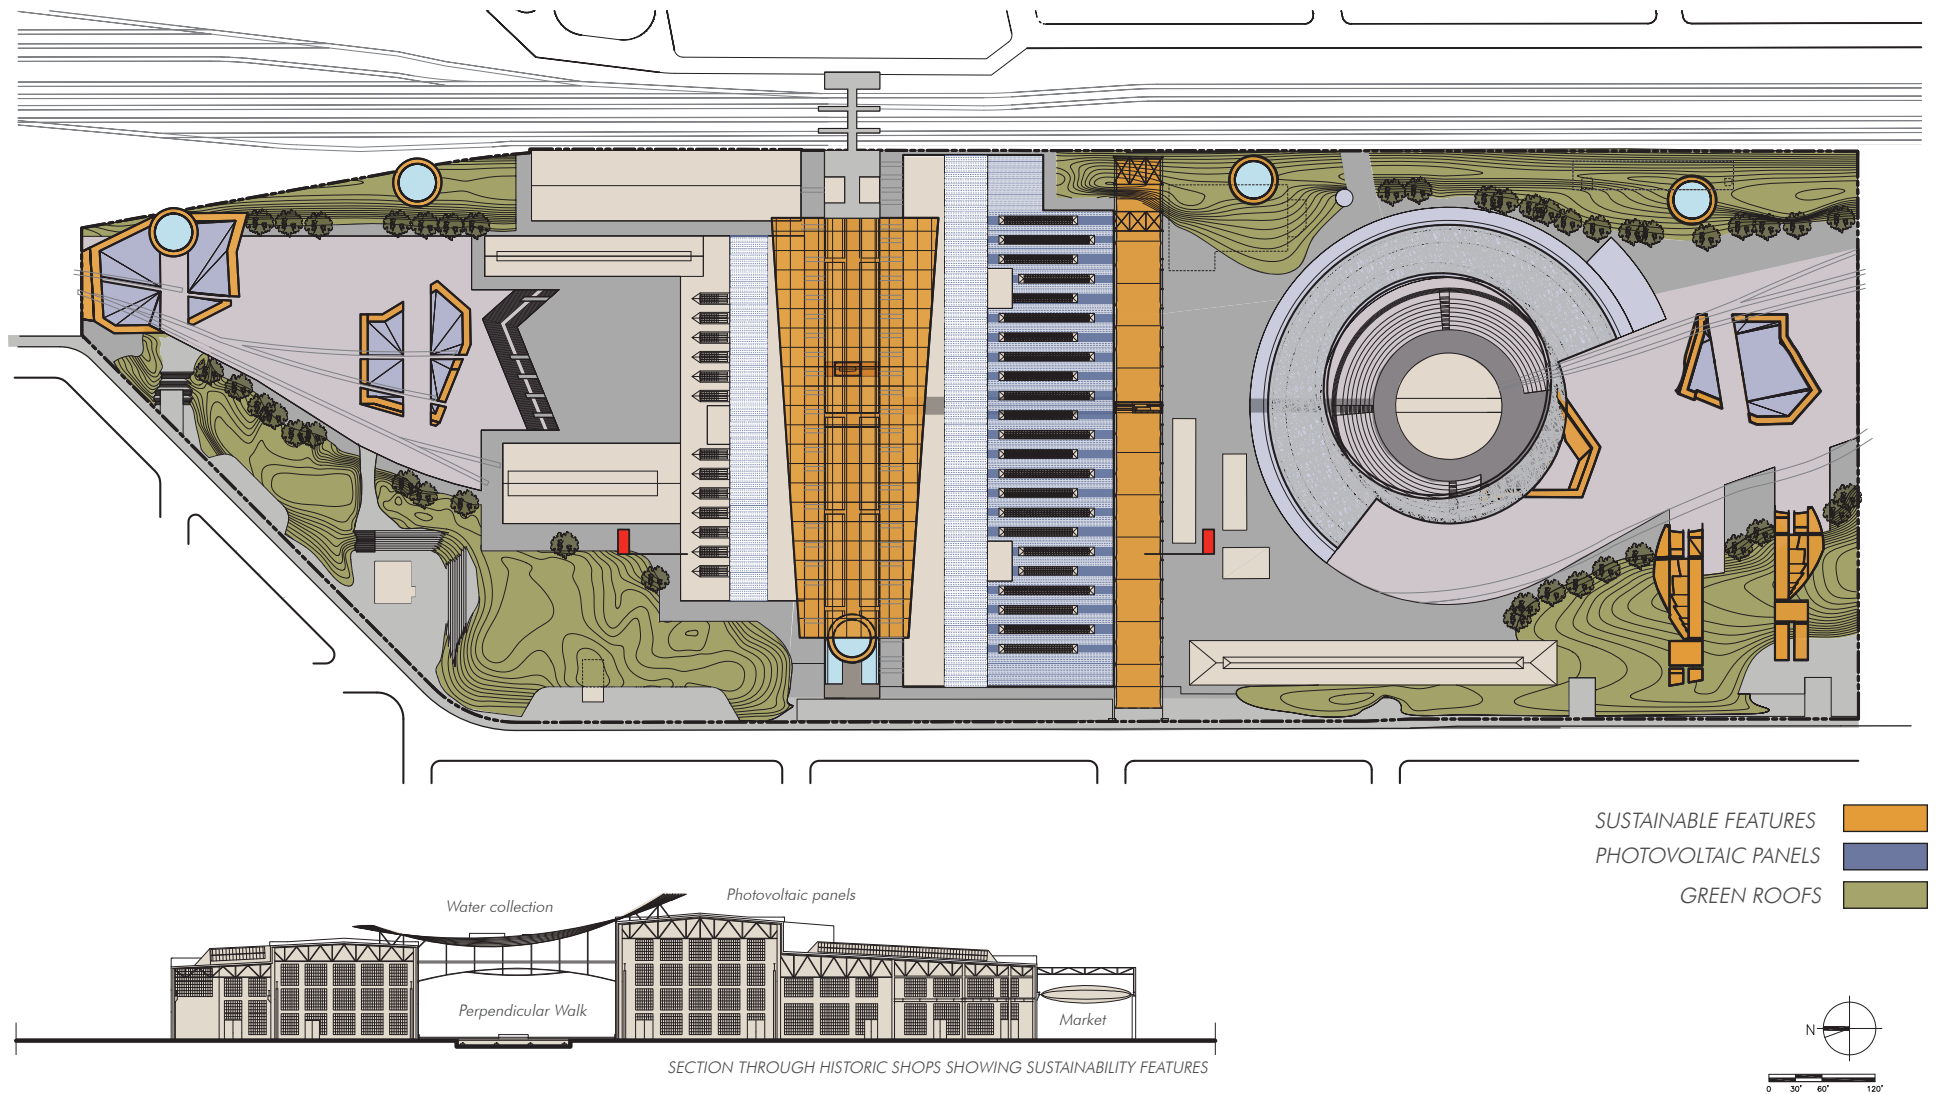 SUSTAINABLE FEATURES
PHOTOVOLTAIC PANELS
GREEN ROOFS
Water collection
Photovoltaic panels
Perpendicular Walk
Market
SECTION THROUGH HISTORIC SHOPS SHOWING SUSTAINABILITY FEATURES
N
0 30' 60' 120'